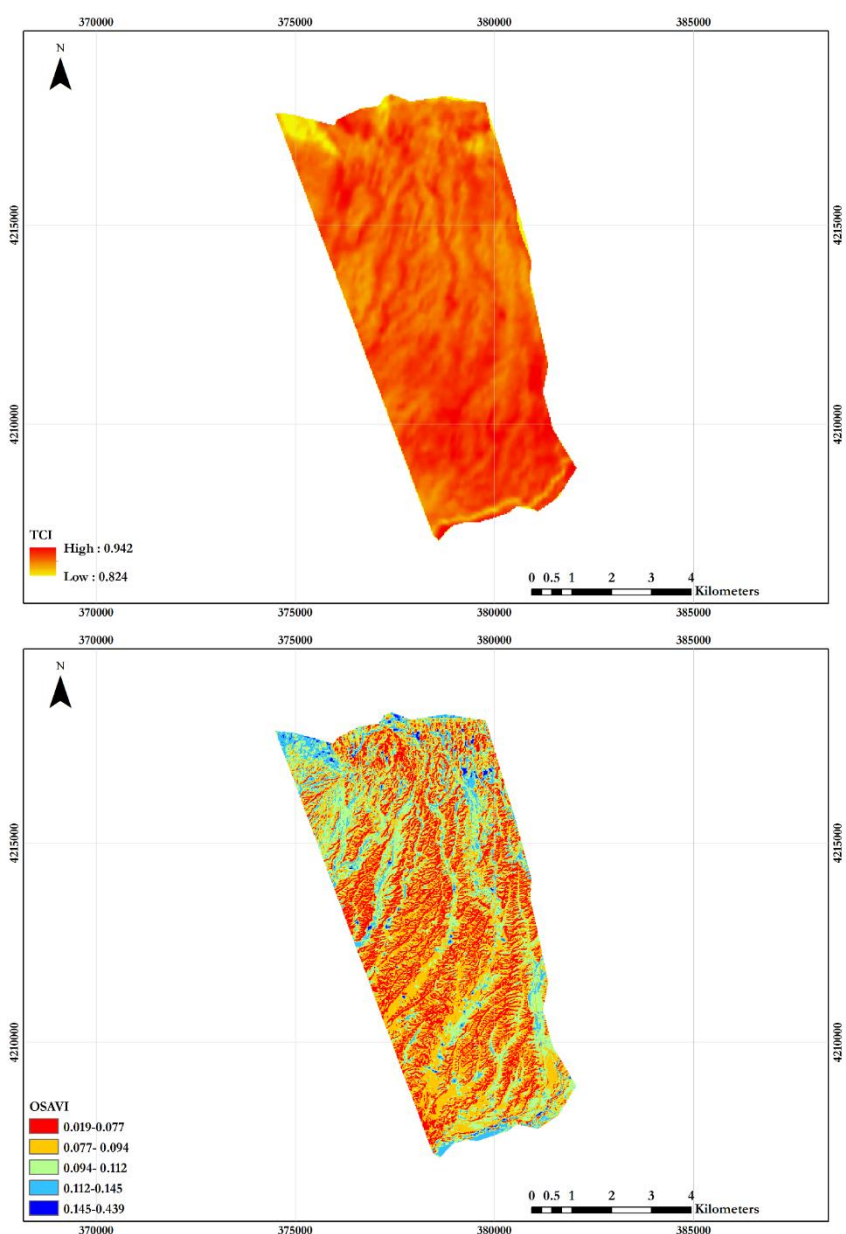 370000 375000 380000 385000
N
4215000 4215000
4210000 4210000
TCI
High : 0.942
Low : 0.824
0 0.5 1 2 3 4
Kilometers
370000 375000 380000 385000
370000 375000 380000 385000
N
4215000 4215000
4210000 4210000
OSAVI
0.019-0.077
0.077- 0.094
0.094- 0.112
0.112-0.145
0.145-0.439
0 0.5 1 2 3 4
Kilometers
370000 375000 380000 385000